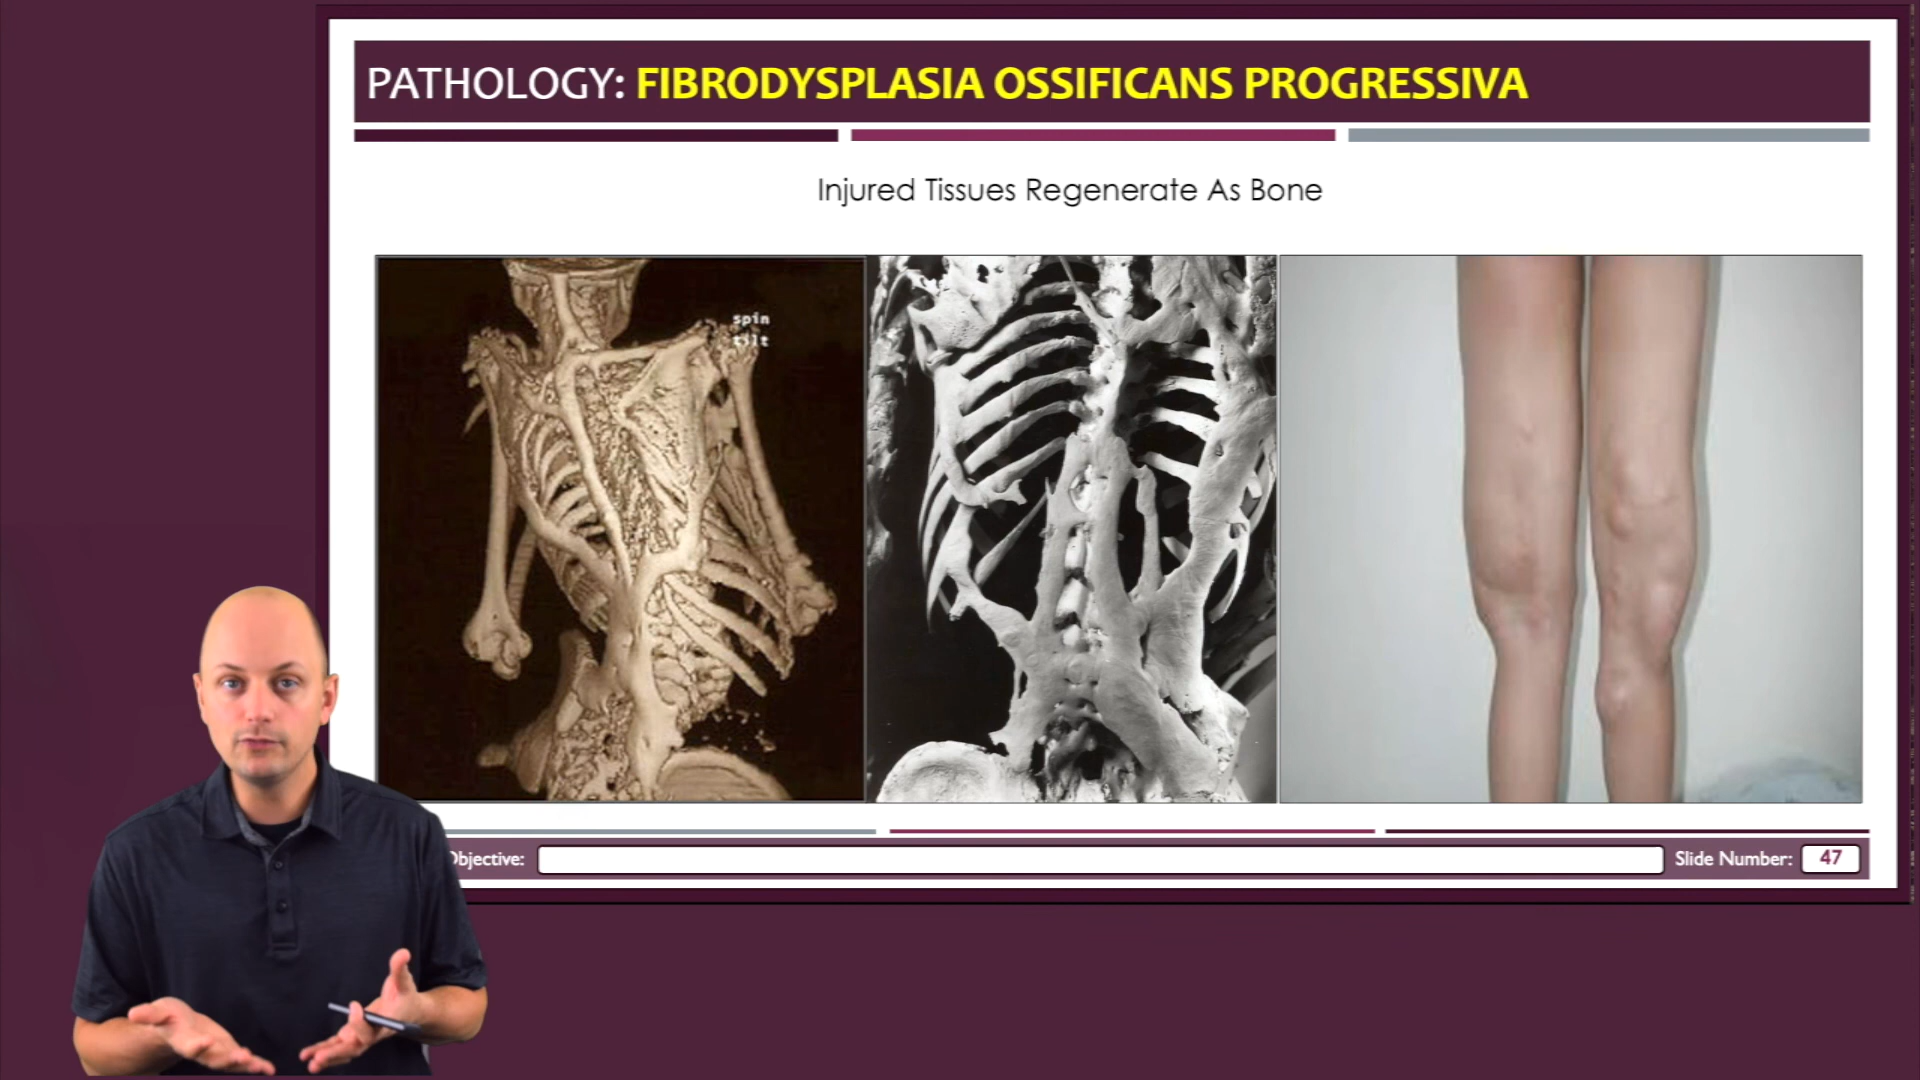 PATHOLOGY: FIBRODYSPLASIA OSSIFICANS PROGRESSIVA
Injured Tissues Regenerate As Bone
spin
tilt
Objective:
Slide Number: 47